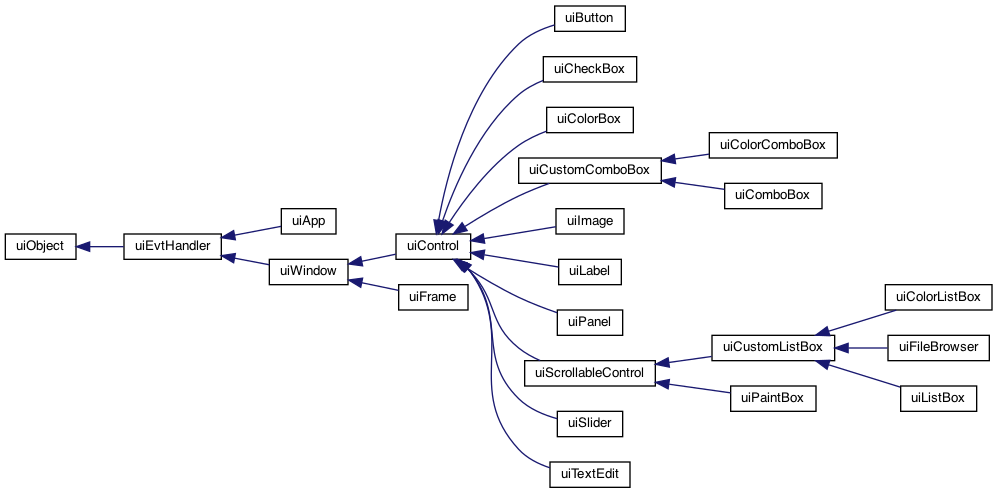 uiButton
uiCheckBox
uiColorBox
uiColorComboBox
uiCustomComboBox
uiComboBox
uiApp
uiImage
uiObject
uiEvtHandler
uiControl
uiWindow
uiLabel
uiFrame
uiColorListBox
uiPanel
uiCustomListBox
uiFileBrowser
uiScrollableControl
uiPaintBox
uiListBox
uiSlider
uiTextEdit